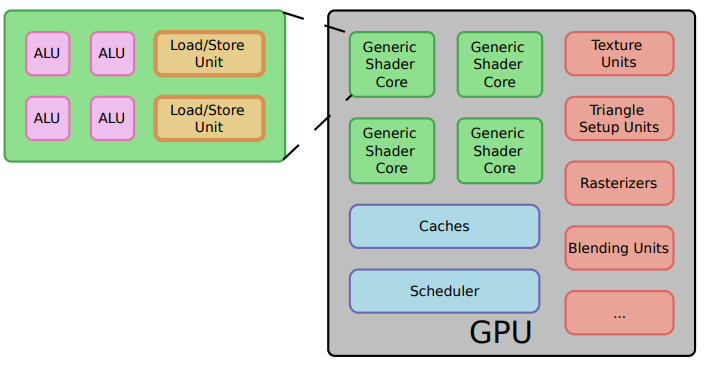 ALU
ALU
Load/Store
Unit
ALU
ALU
Load/Store
Unit
Generic
Shader
Core
Generic
Shader
Core
Generic
Shader
Core
Generic
Shader
Core
Caches
Scheduler
GPU
Texture
Units
Triangle
Setup Units
Rasterizers
Blending Units
...